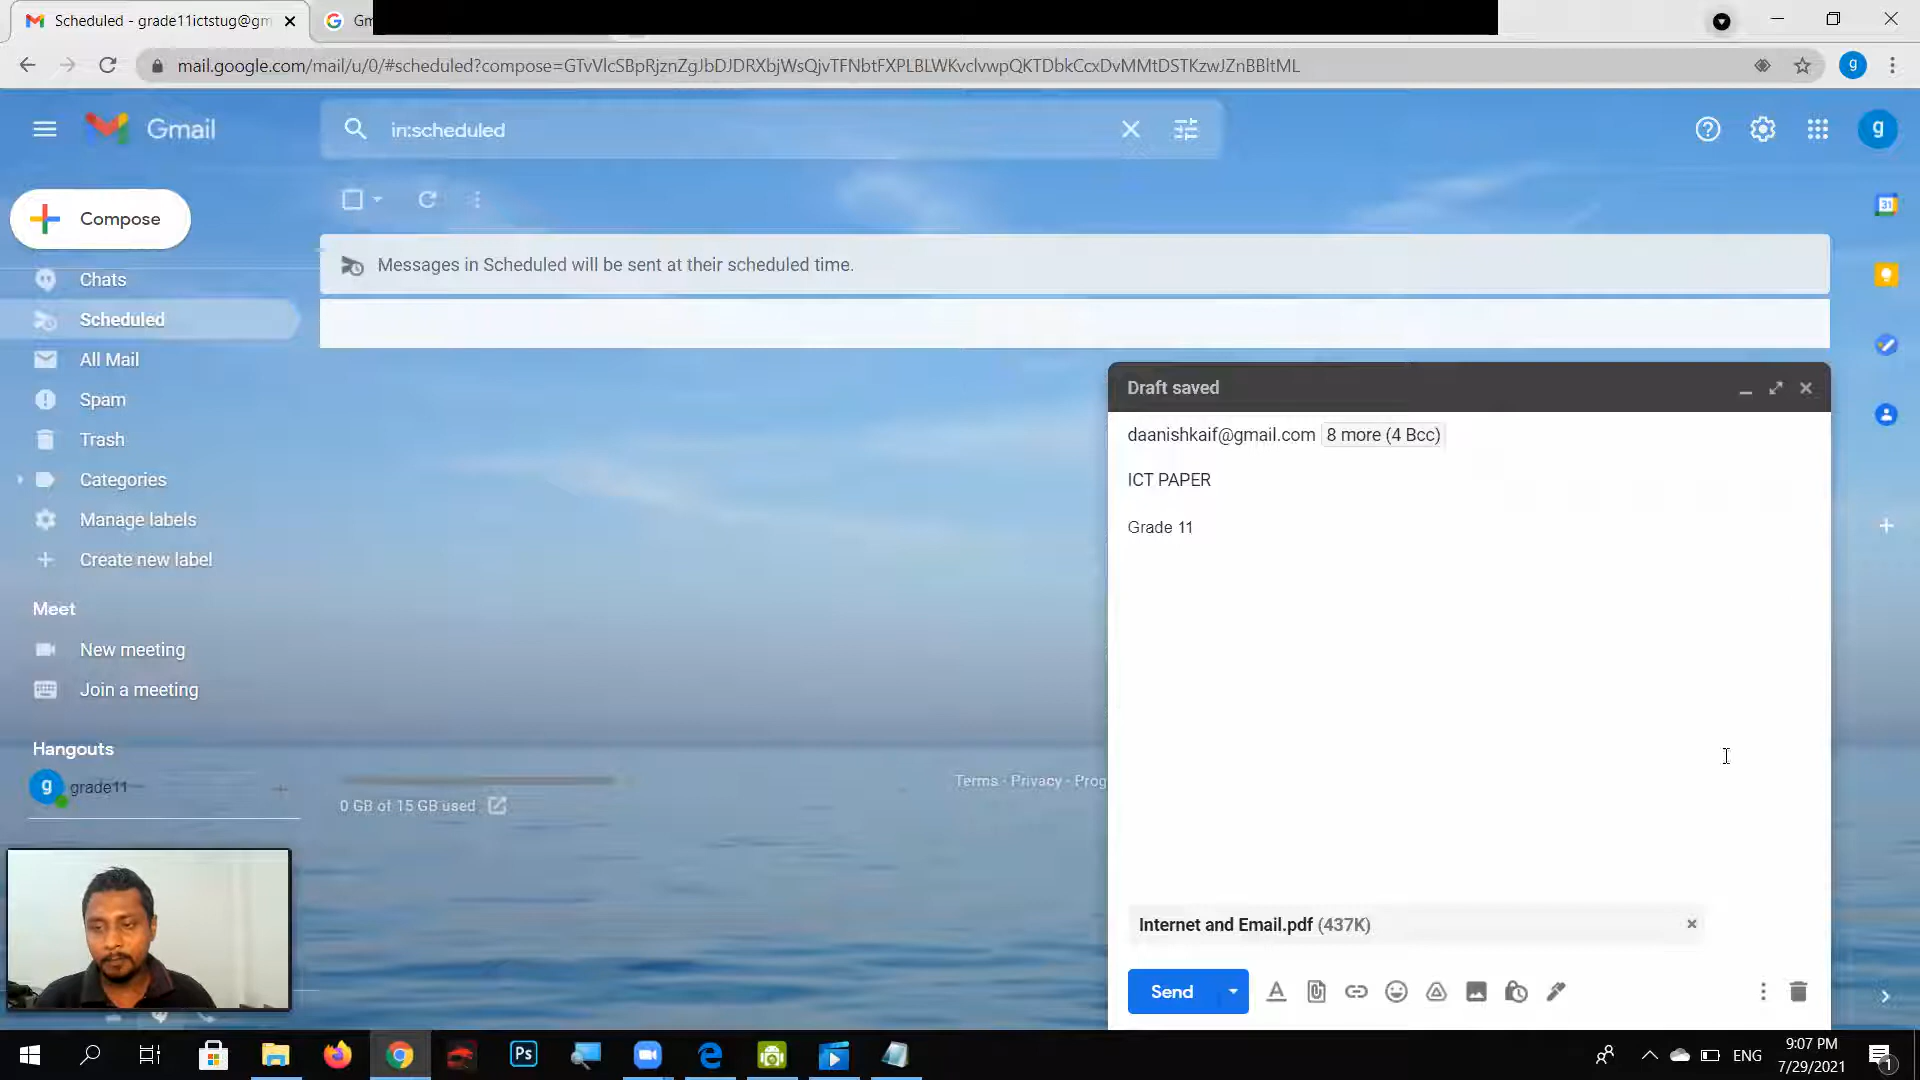 Scheduled - grade11ictstug@gm
Gm
mail.google.com/mail/u/0/#scheduled?compose=GTvVlcSBpRjznZgJbDJDRXbjWsQjvTFNbtFXPLBLWKvclvwpQKTDbkCcxDvMMtDSTKzwJZnBBltML
g
Gmail
in:scheduled
g
Compose
31
Messages in Scheduled will be sent at their scheduled time.
Chats
Scheduled
All Mail
Spam
Trash
Categories
Manage labels
Create new label
Meet
New meeting
Join a meeting
Hangouts
g grade11
0 GB of 15 GB used
Terms · Privacy · Prog
Draft saved
daanishkaif@gmail.com 8 more (4 Bcc)
ICT PAPER
Grade 11
Internet and Email.pdf (437K)
Send
Ps
ENG
9:07 PM
7/29/2021
1